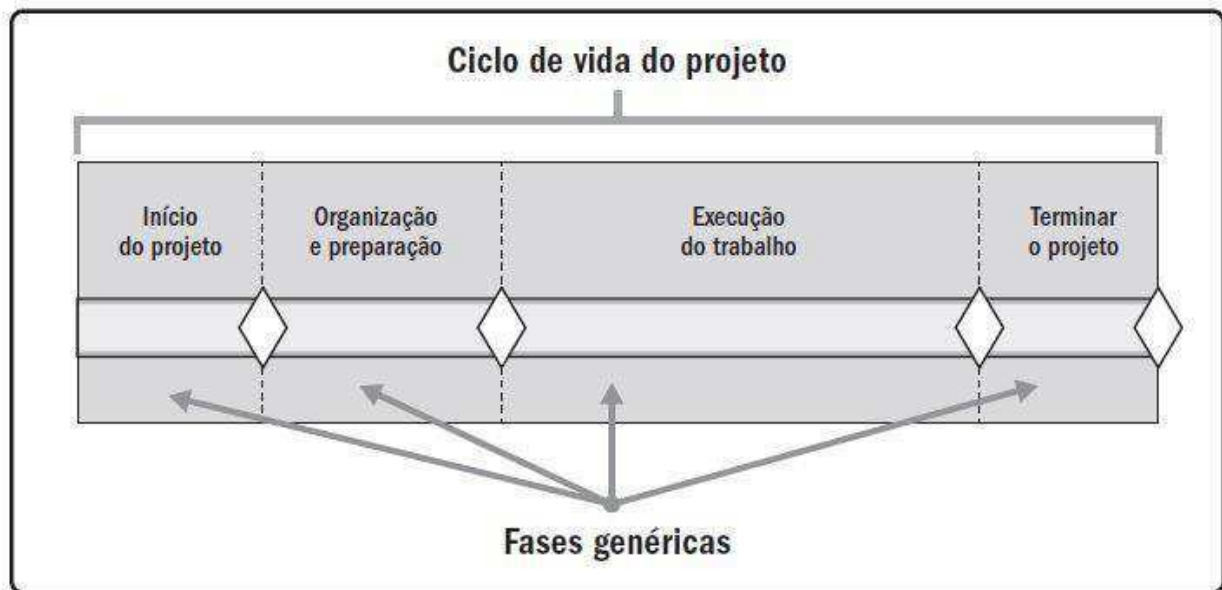 Ciclo de vida do projeto
Início
do projeto
Organização
e preparação
Execução
do trabalho
Terminar
o projeto
Fases genéricas